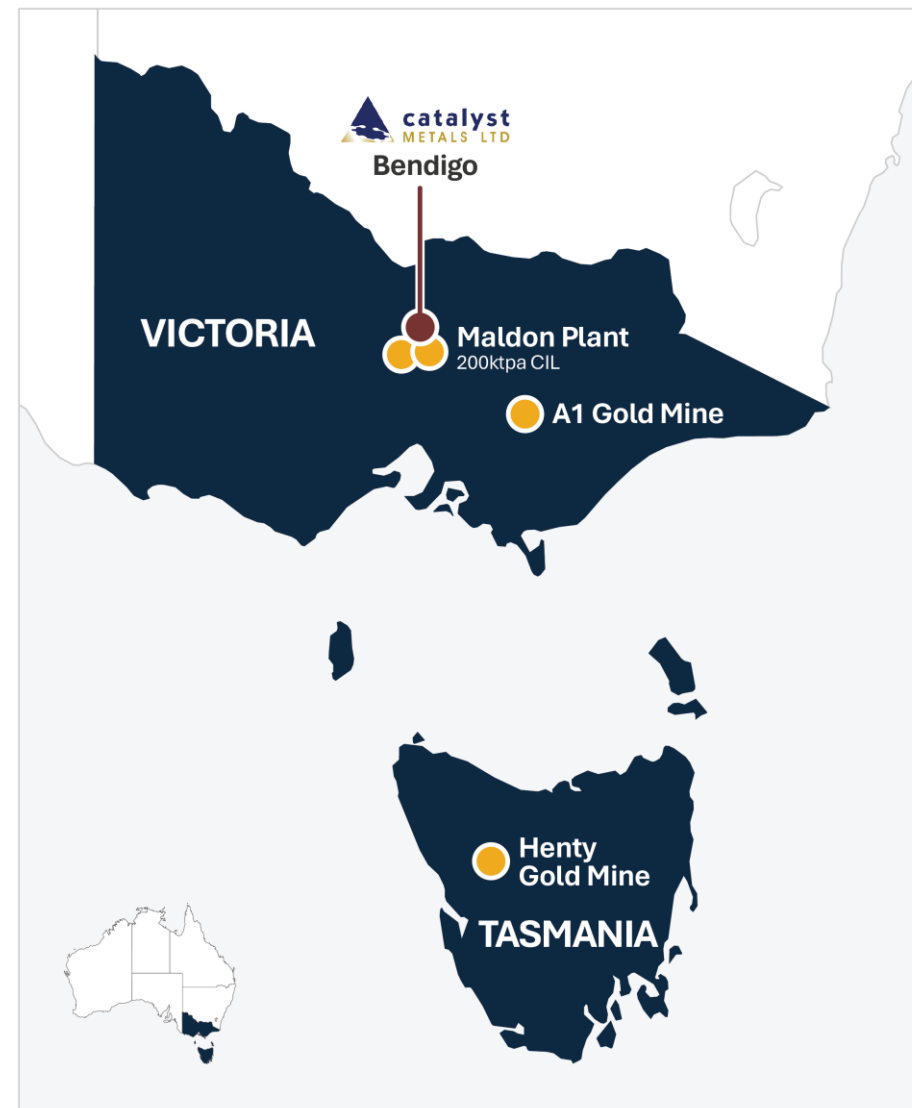 catalyst
METALS LTD
Bendigo
VICTORIA
Maldon Plant
200ktpa CIL
A1 Gold Mine
Henty
Gold Mine
TASMANIA